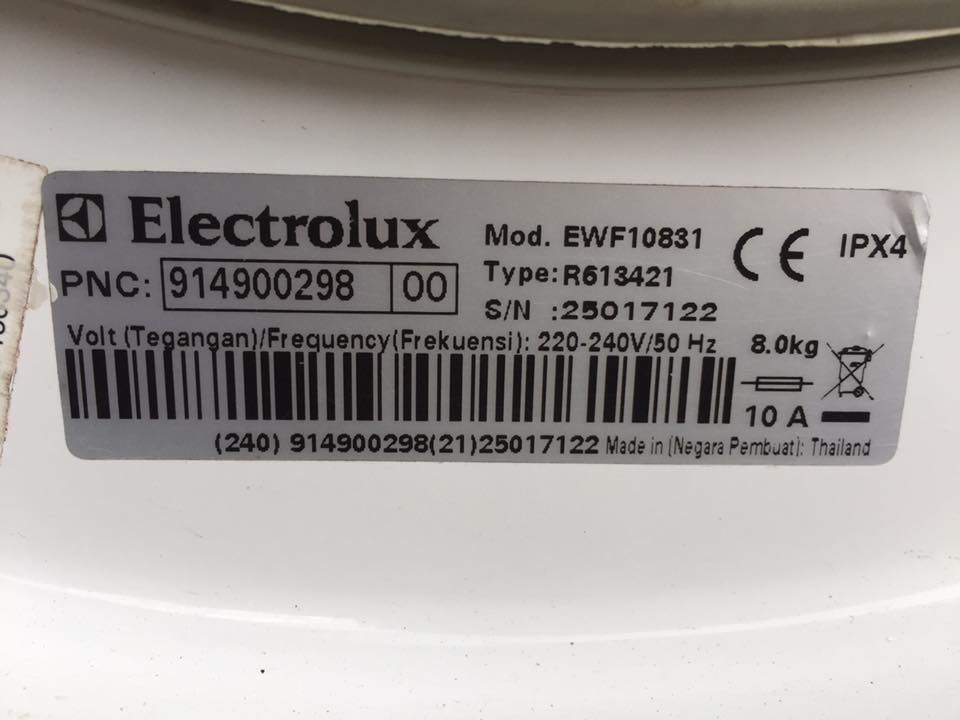 Electrolux
Mod. EWF10831
IPX4
PNC: 914900298 00
Type:R613421
S/N :25017122
Volt (Tegangan)/Frequency(Frekuensi): 220-240V/50 Hz
8.0kg
10 A
(240) 914900298(21)25017122 Made in (Negara Pembuat): Thailand